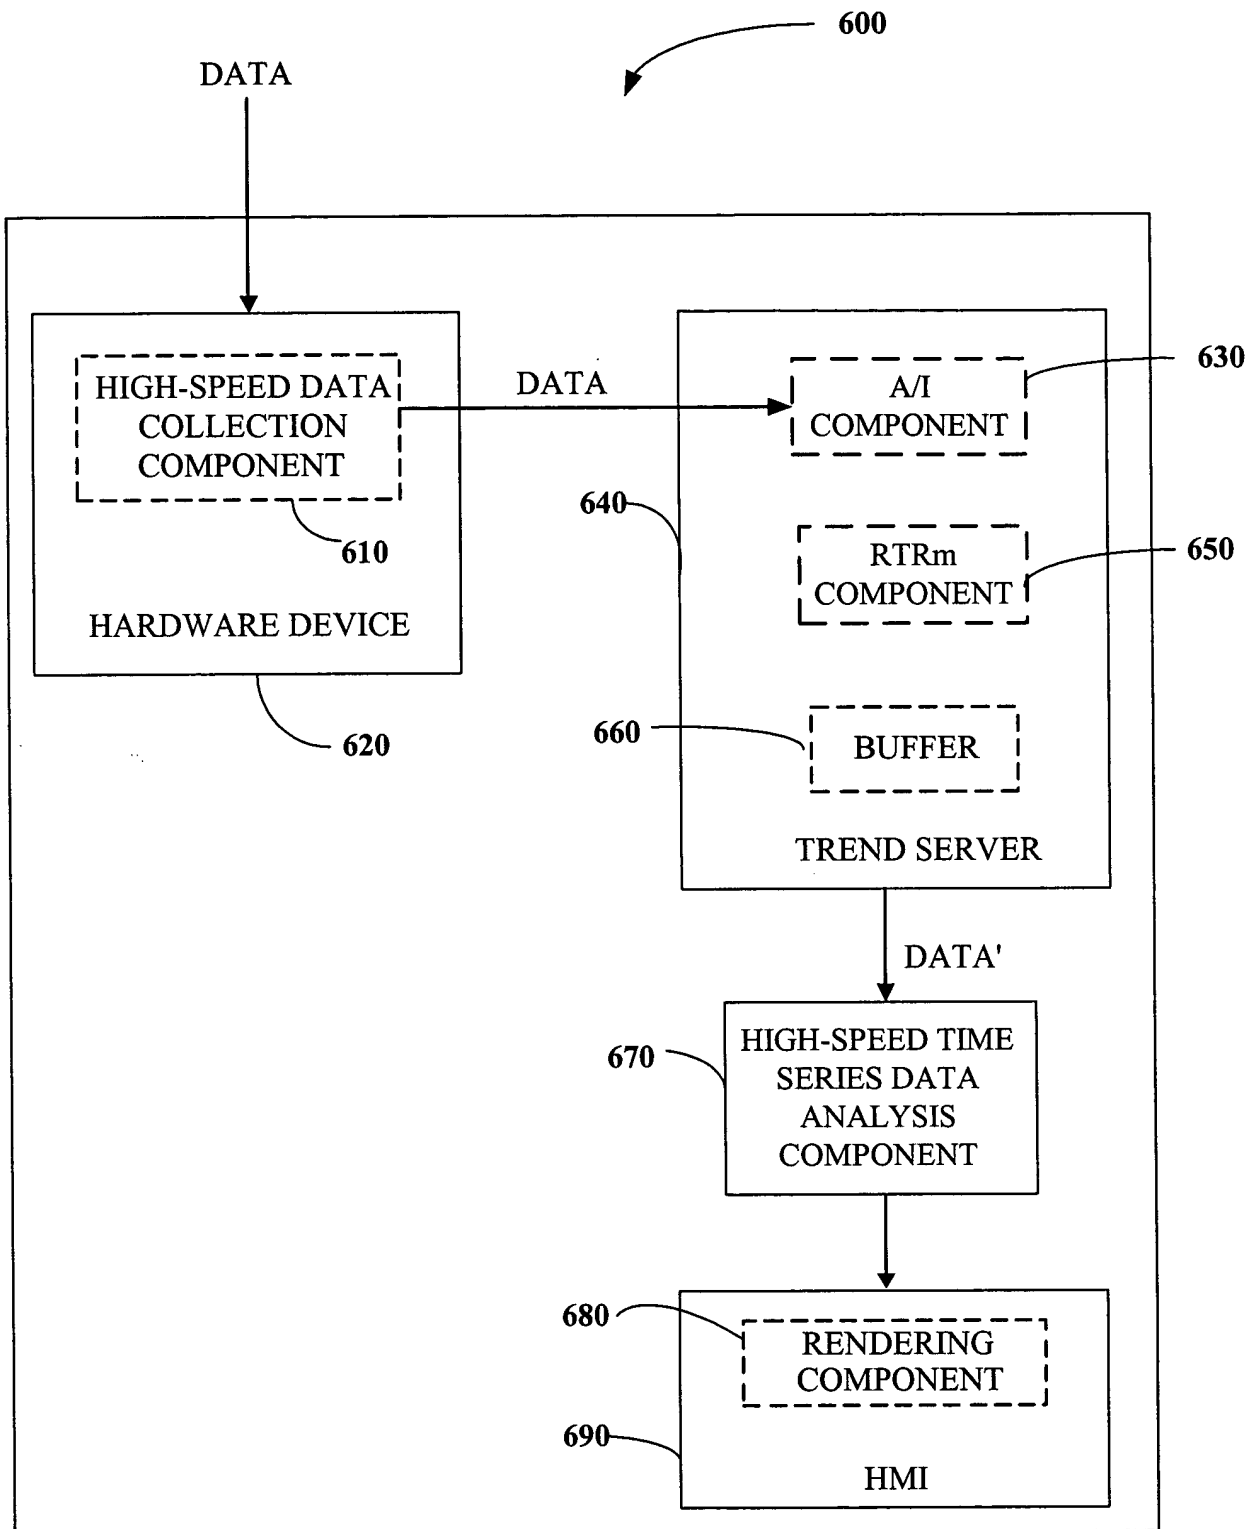 600
DATA
HIGH-SPEED DATA
COLLECTION
COMPONENT
610
HARDWARE DEVICE
620
DATA
A/I
COMPONENT
630
640
RTRm
COMPONENT
650
660
BUFFER
TREND SERVER
DATA'
670
HIGH-SPEED TIME
SERIES DATA
ANALYSIS
COMPONENT
680
RENDERING
COMPONENT
690
HMI